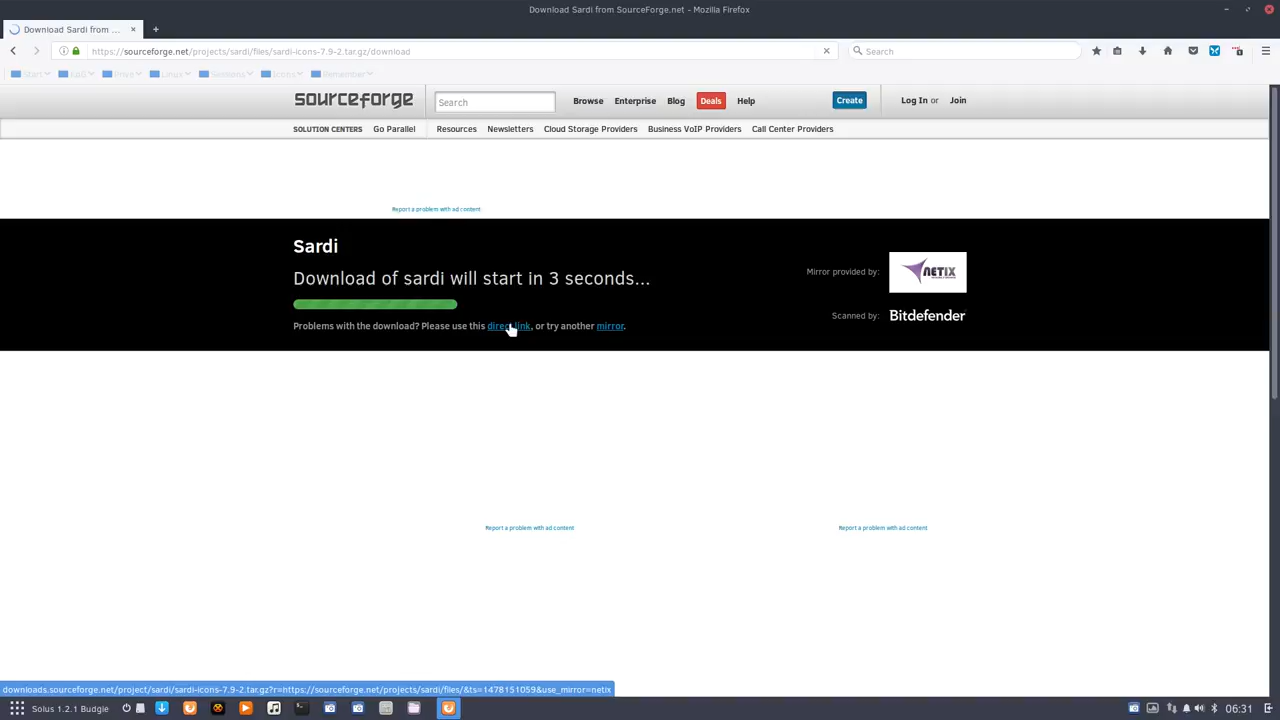 Download Sardi from SourceForge.net - Mozilla Firefox
Download Sardi from ...
https://sourceforge.net/projects/sardi/files/sardi-icons-7.9-2.tar.gz/download
Search
Start
Linux
Sessions
Icons
Remember
sourceforge
Search
Browse Enterprise Blog Deals Help
Create
Log In or Join
SOLUTION CENTERS Go Parallel Resources Newsletters Cloud Storage Providers Business VoIP Providers Call Center Providers
Report a problem with ad content
Sardi
Download of sardi will start in 3 seconds...
Mirror provided by: NETIX
Problems with the download? Please use this direct link, or try another mirror.
Scanned by: Bitdefender
Report a problem with ad content Report a problem with ad content
downloads.sourceforge.net/project/sardi/sardi-icons-7.9-2.tar.gz?r=https://sourceforge.net/projects/sardi/files/&ts=1478151059&use_mirror=netix
Solus 1.2.1 Budgie
06:31